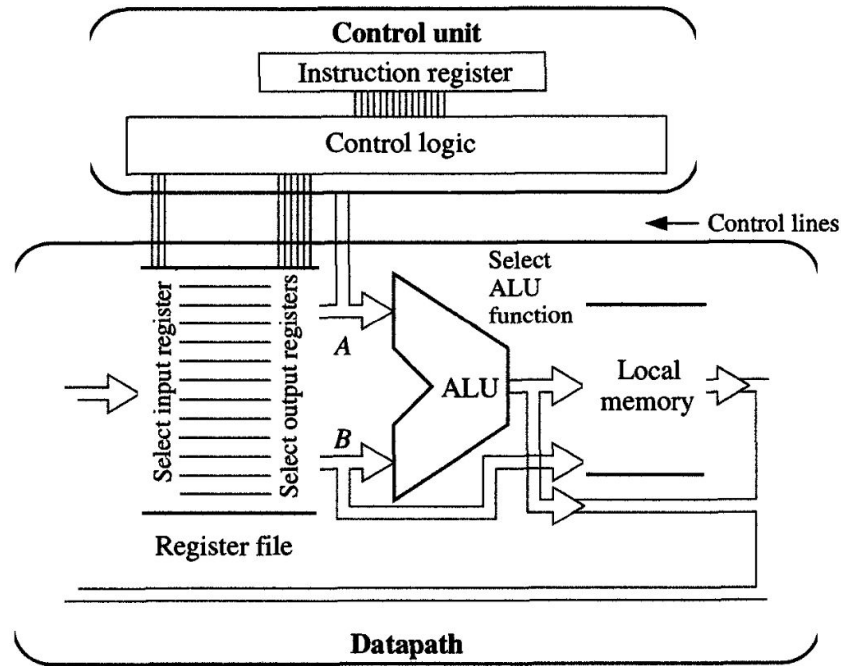 Control unit
Instruction register
Control logic
Control lines
Select input register
Select output registers
A
B
Select
ALU
function
ALU
Local
memory
Register file
Datapath